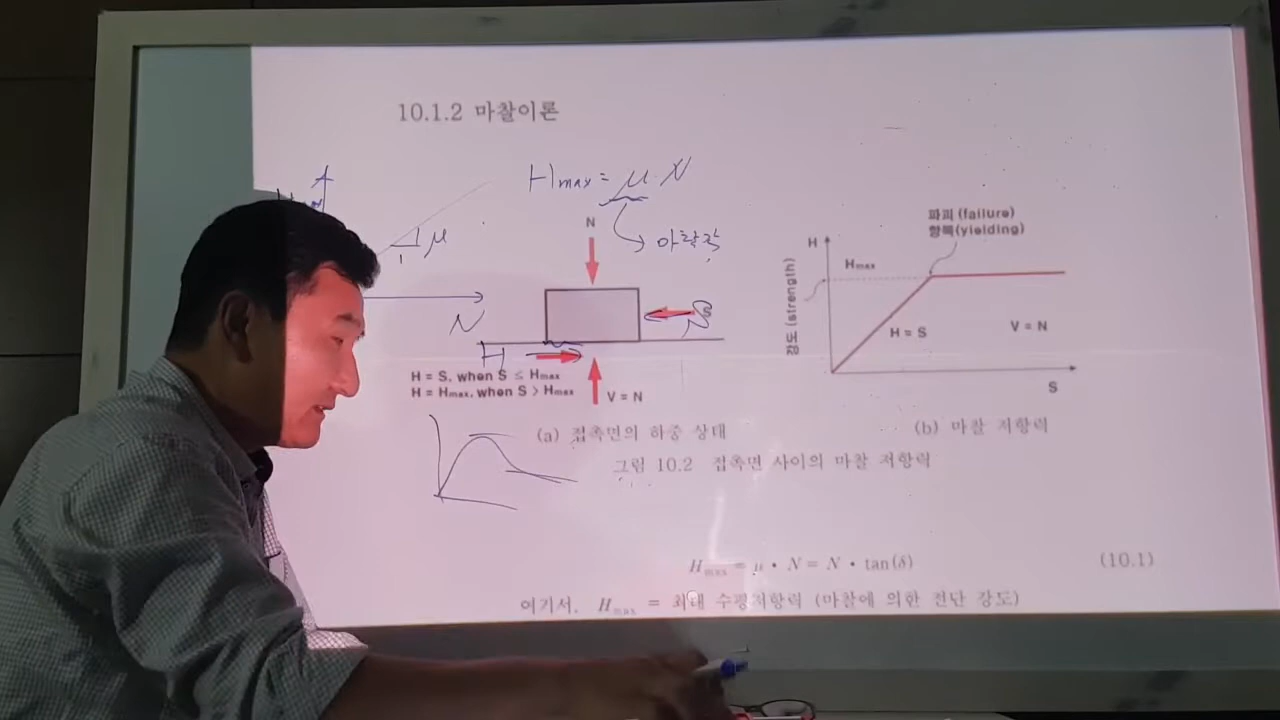 10.1.2 마찰이론
Hmax = μ·N
마찰각
μ
N
N
S
N
H
H = S, when S ≤ Hmax
H = Hmax, when S > Hmax
V = N
(a) 접촉면의 하중 상태
파괴 (failure)
항복(yielding)
H
Hmax
강도 (strength)
H = S
V = N
S
(b) 마찰 저항력
그림 10.2 접촉면 사이의 마찰 저항력
Hmax = μ • N = N • tan(δ) (10.1)
여기서, Hmax = 최대 수평저항력 (마찰에 의한 전단 강도)